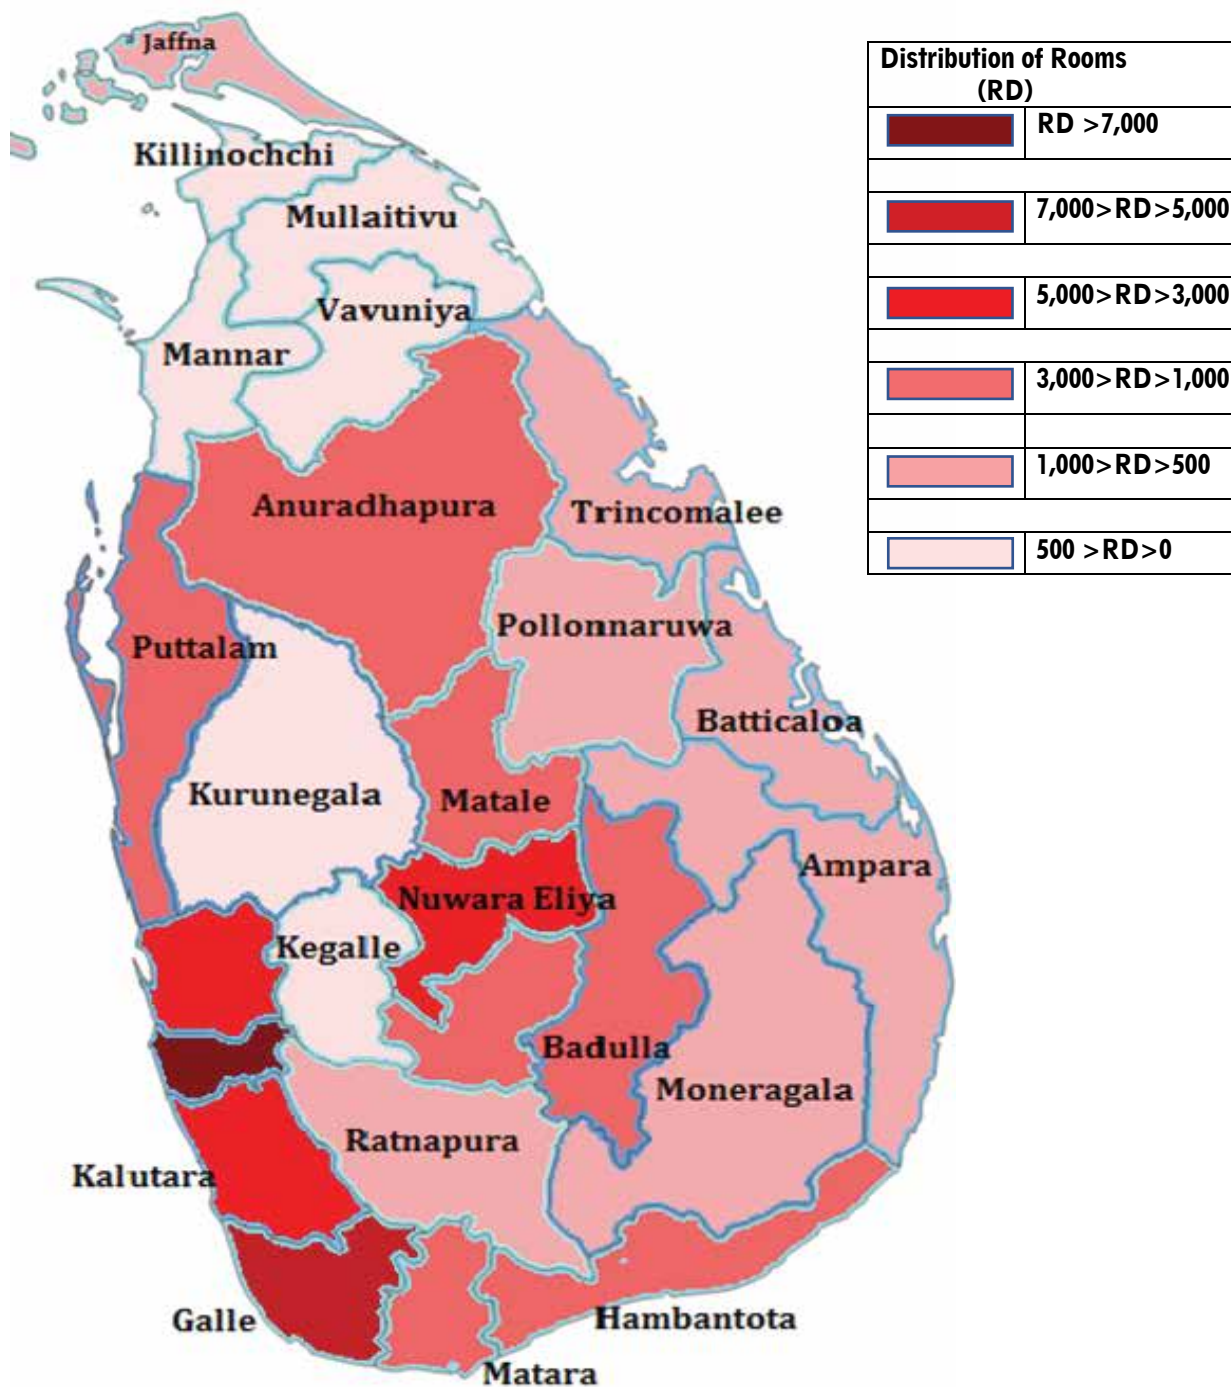 Jaffna
Killinochchi
Mullaitivu
Vavuniya
Mannar
Anuradhapura
Trincomalee
Pollonnaruwa
Puttalam
Batticaloa
Kurunegala
Matale
Ampara
Nuwara Eliya
Kegalle
Badulla
Moneragala
Ratnapura
Kalutara
Galle
Hambantota
Matara
Distribution of Rooms
(RD)
RD >7,000
7,000>RD>5,000
5,000>RD>3,000
3,000>RD>1,000
1,000>RD>500
500 >RD>0